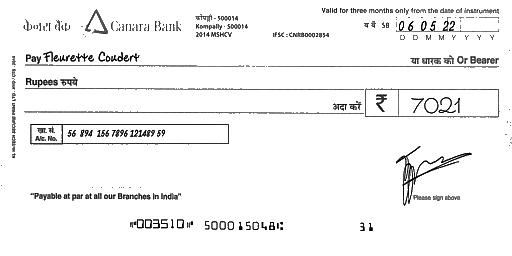 Valid for three months only from the date of instrument
केनरा बैंक Canara Bank
कोंपल्ली - 500014
Kompally - 500014
2014 MSHCV
IFSC : CNRB0002854
SB 06 05 22
D D M M Y Y Y Y
Pay Fleurette Coudert
या धारक को Or Bearer
Rupees रुपये
अदा करें ₹ 7021
खा. सं.
A/c. No. 56 894 156 7896 121489 59
Please sign above
"Payable at par at all our Branches in India"
⑈003510⑈ 500015048⑆ 31